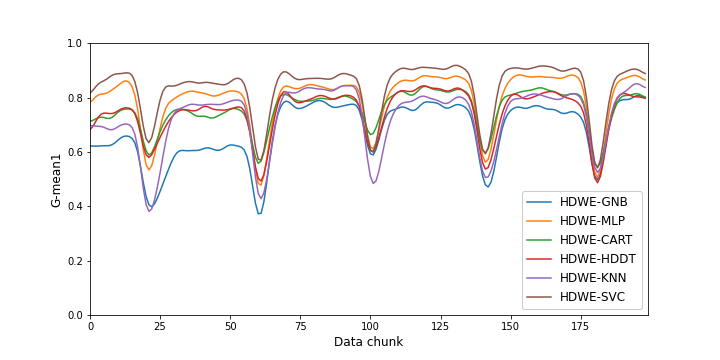 1.0
0.8
0.6
0.4
0.2
0.0
G-mean1
0
25
50
75
100
125
150
175
Data chunk
HDWE-GNB
HDWE-MLP
HDWE-CART
HDWE-HDDT
HDWE-KNN
HDWE-SVC